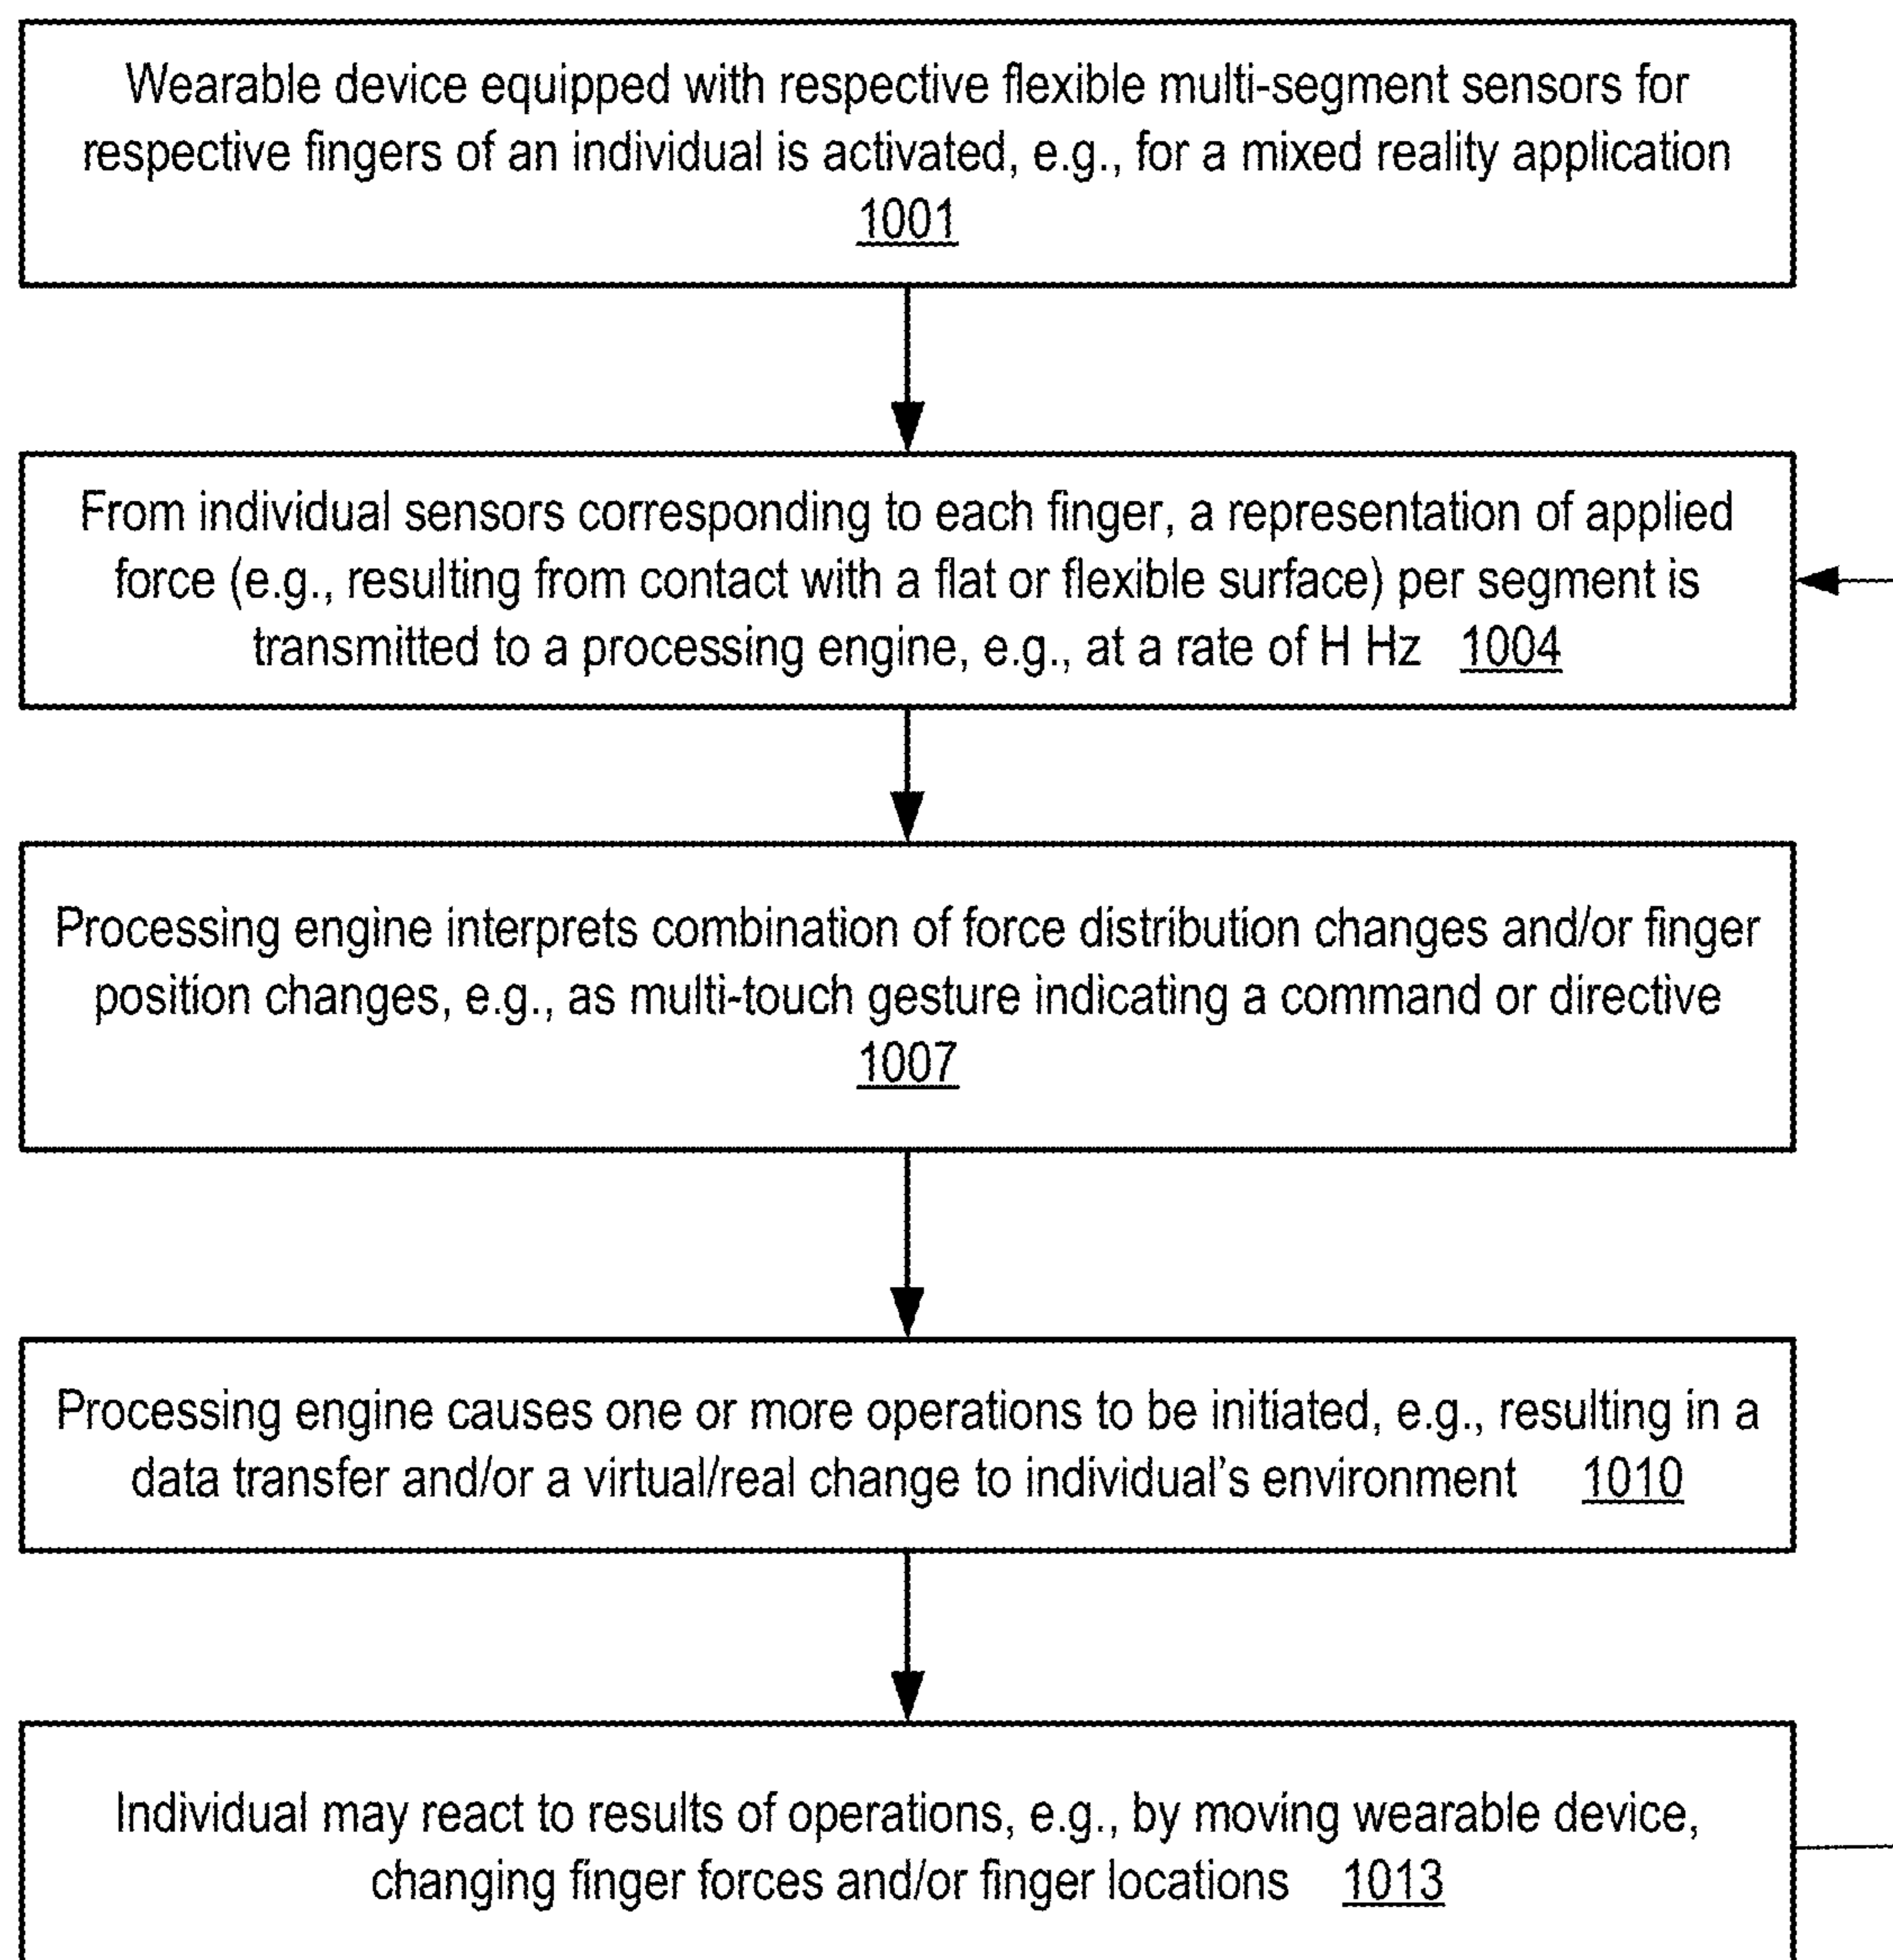 Wearable device equipped with respective flexible multi-segment sensors for
respective fingers of an individual is activated, e.g., for a mixed reality application
1001
From individual sensors corresponding to each finger, a representation of applied
force (e.g., resulting from contact with a flat or flexible surface) per segment is
transmitted to a processing engine, e.g., at a rate of H Hz 1004
Processing engine interprets combination of force distribution changes and/or finger
position changes, e.g., as multi-touch gesture indicating a command or directive
1007
Processing engine causes one or more operations to be initiated, e.g., resulting in a
data transfer and/or a virtual/real change to individual's environment 1010
Individual may react to results of operations, e.g., by moving wearable device,
changing finger forces and/or finger locations 1013